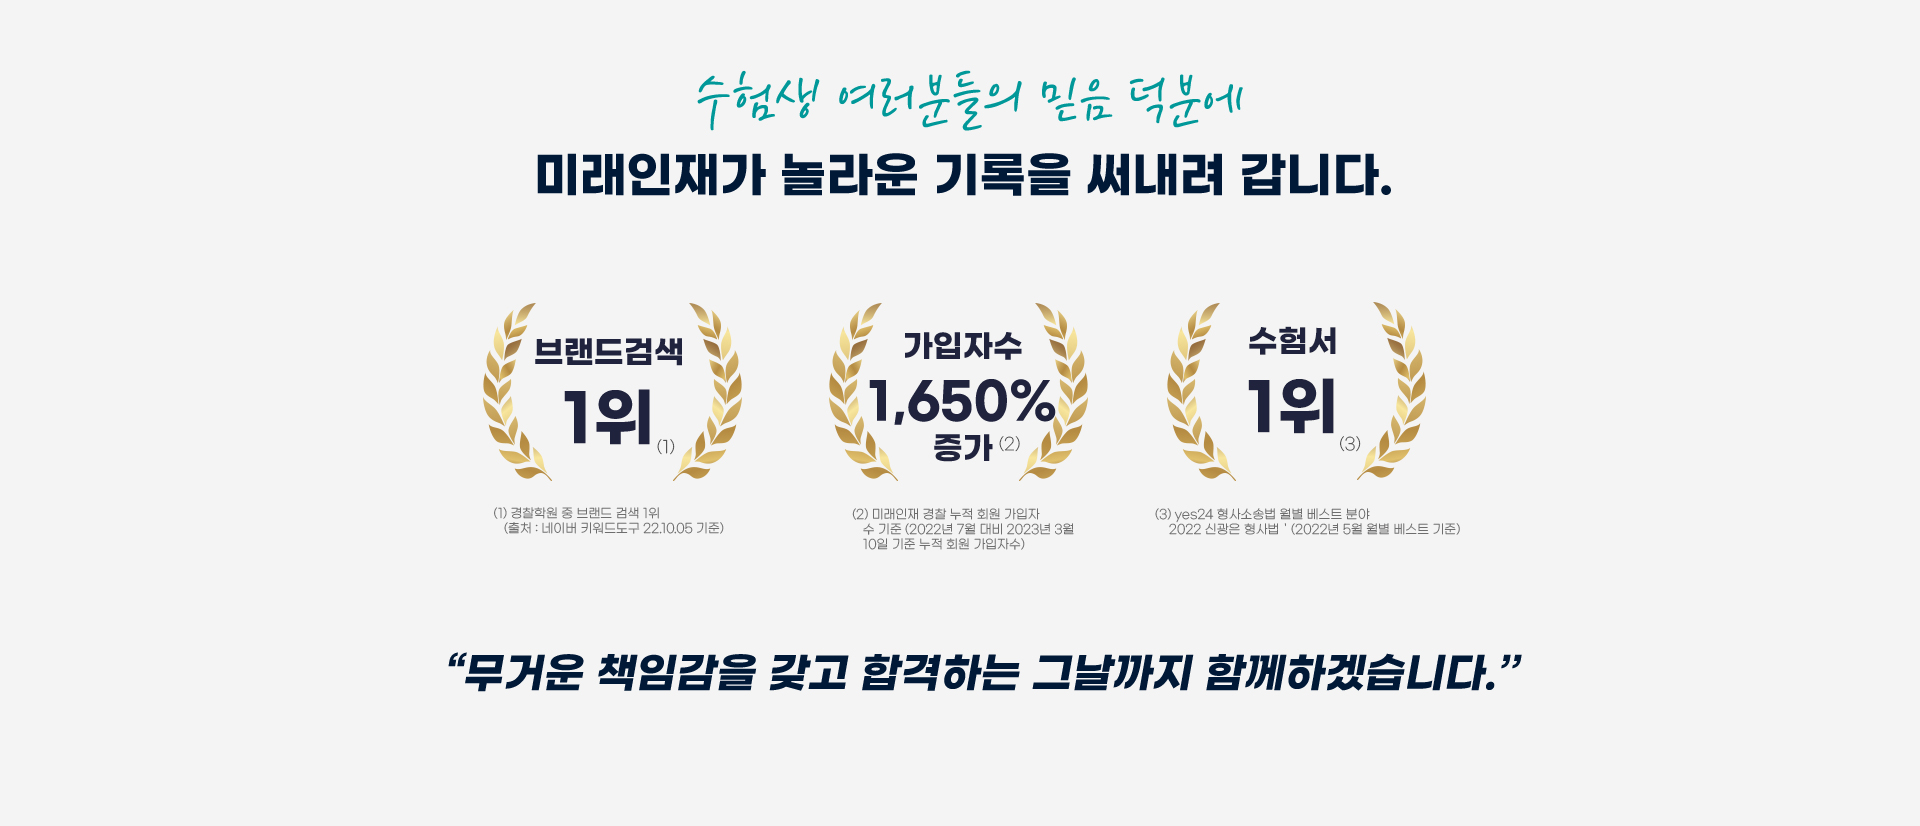 수험생 여러분들의 믿음 덕분에
미래인재가 놀라운 기록을 써내려 갑니다.
브랜드검색
1위 (1)
가입자수
1,650%
증가 (2)
수험서
1위 (3)
(1) 경찰학원 중 브랜드 검색 1위
(출처 : 네이버 키워드도구 22.10.05 기준)
(2) 미래인재 경찰 누적 회원 가입자
수 기준 (2022년 7월 대비 2023년 3월
10일 기준 누적 회원 가입자수)
(3) yes24 형사소송법 월별 베스트 분야
2022 신광은 형사법 ' (2022년 5월 월별 베스트 기준)
“무거운 책임감을 갖고 합격하는 그날까지 함께하겠습니다.”